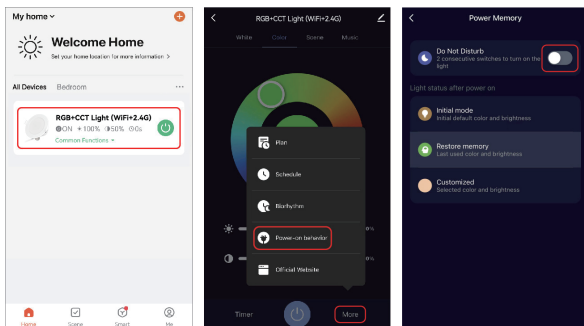 My home
Welcome Home
Set your home location for more information >
All Devices Bedroom ...
RGB+CCT Light (WiFi+2.4G)
ON 100% 50% 0s
Common Functions
Home Scene Smart Me
RGB+CCT Light (WiFi+2.4G)
White Color Scene Music
Plan
Schedule
Biorhythm
Power-on behavior
Official Website
Timer More
Power Memory
Do Not Disturb
2 consecutive switches to turn on the
light
Light status after power on
Initial mode
Initial default color and brightness
Restore memory
Last used color and brightness
Customized
Selected color and brightness